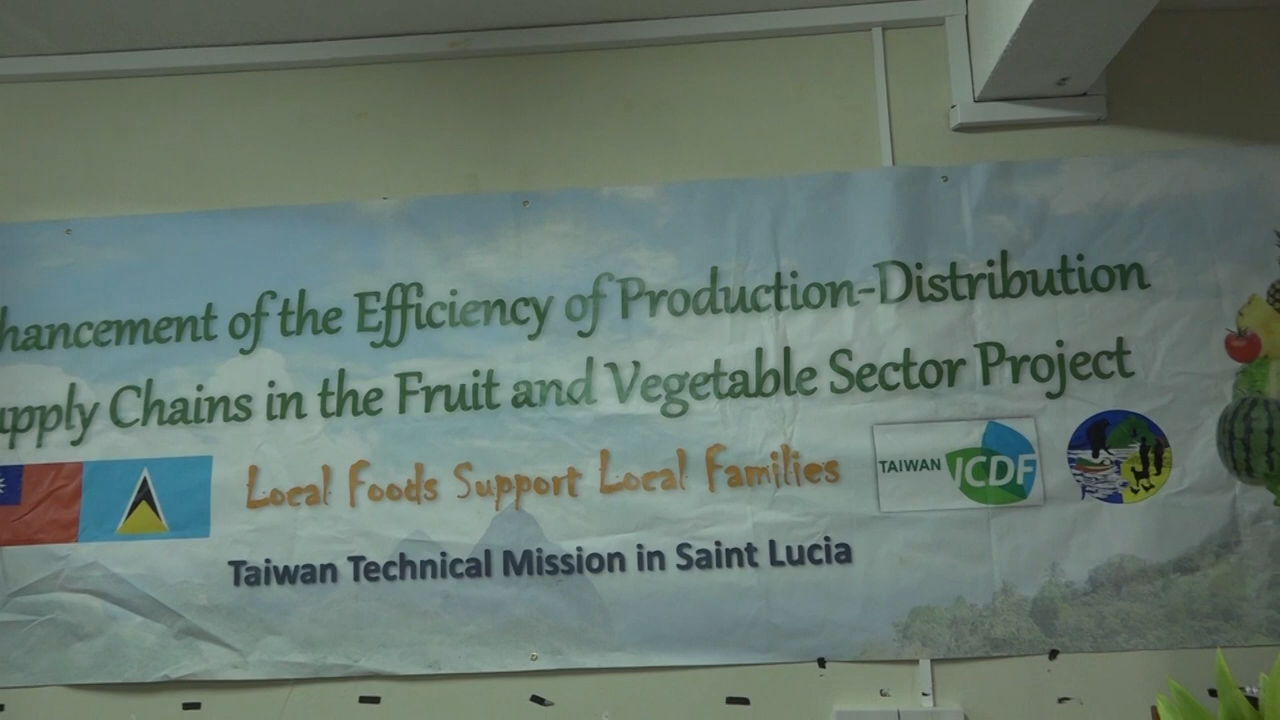 hancement of the Efficiency of Production-Distribution
upply Chains in the Fruit and Vegetable Sector Project
Local Foods Support Local Families
TAIWAN ICDF
Taiwan Technical Mission in Saint Lucia